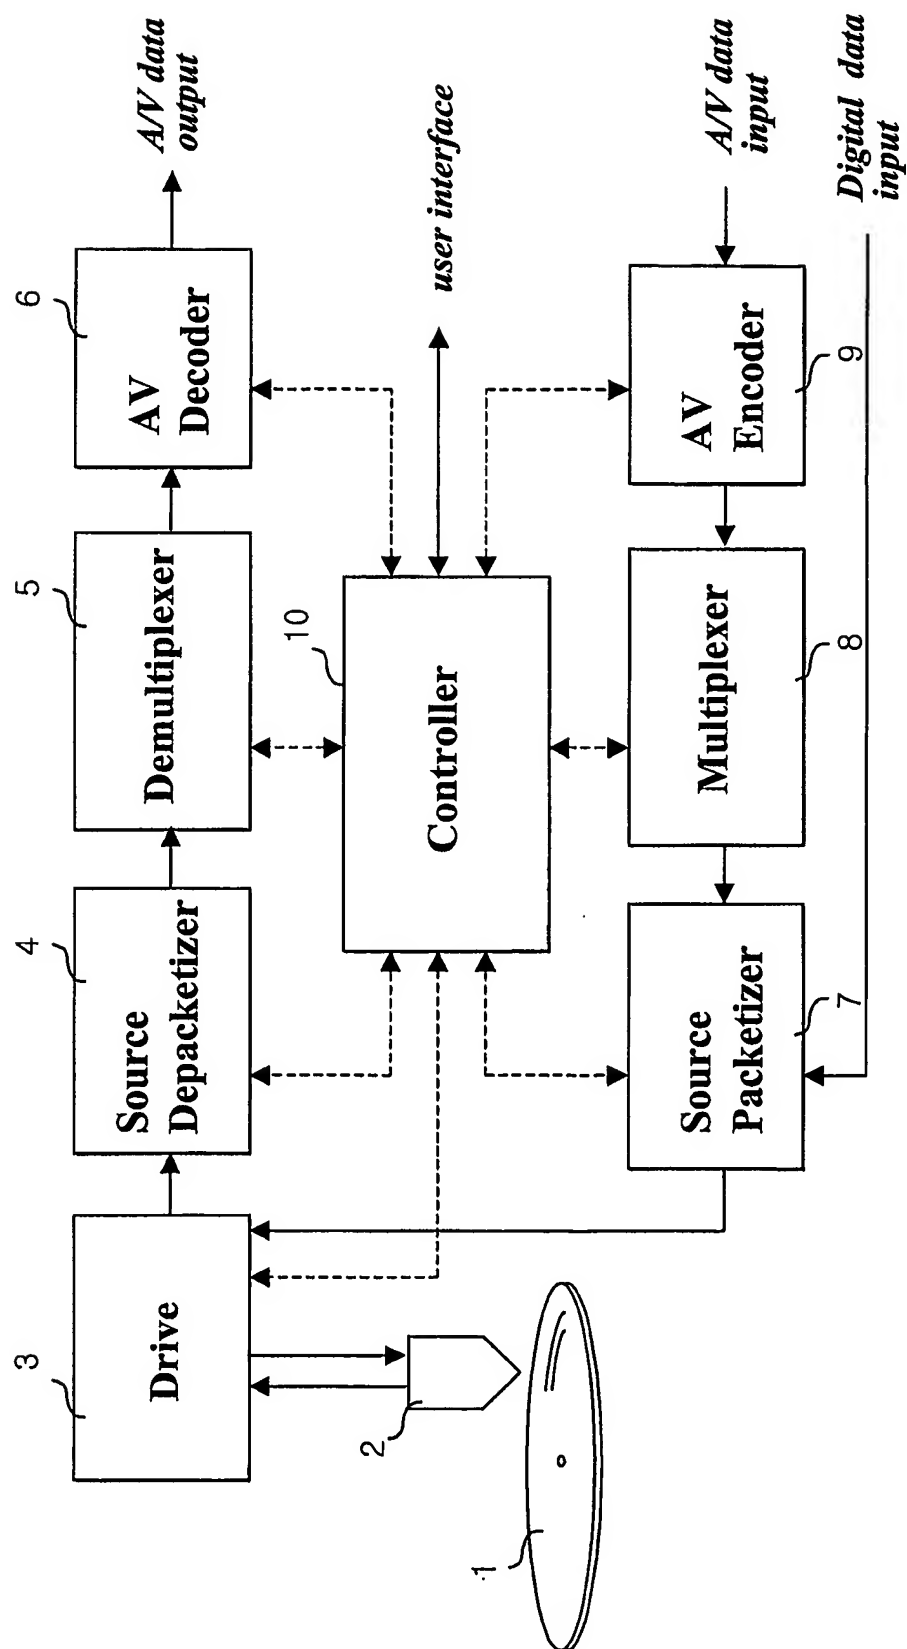 3
Drive
4
Source
Depacketizer
5
Demultiplexer
6
AV
Decoder
A/V data
output
2
1
10
Controller
user interface
Source
Packetizer
7
Multiplexer
8
AV
Encoder
9
A/V data
input
Digital data
input